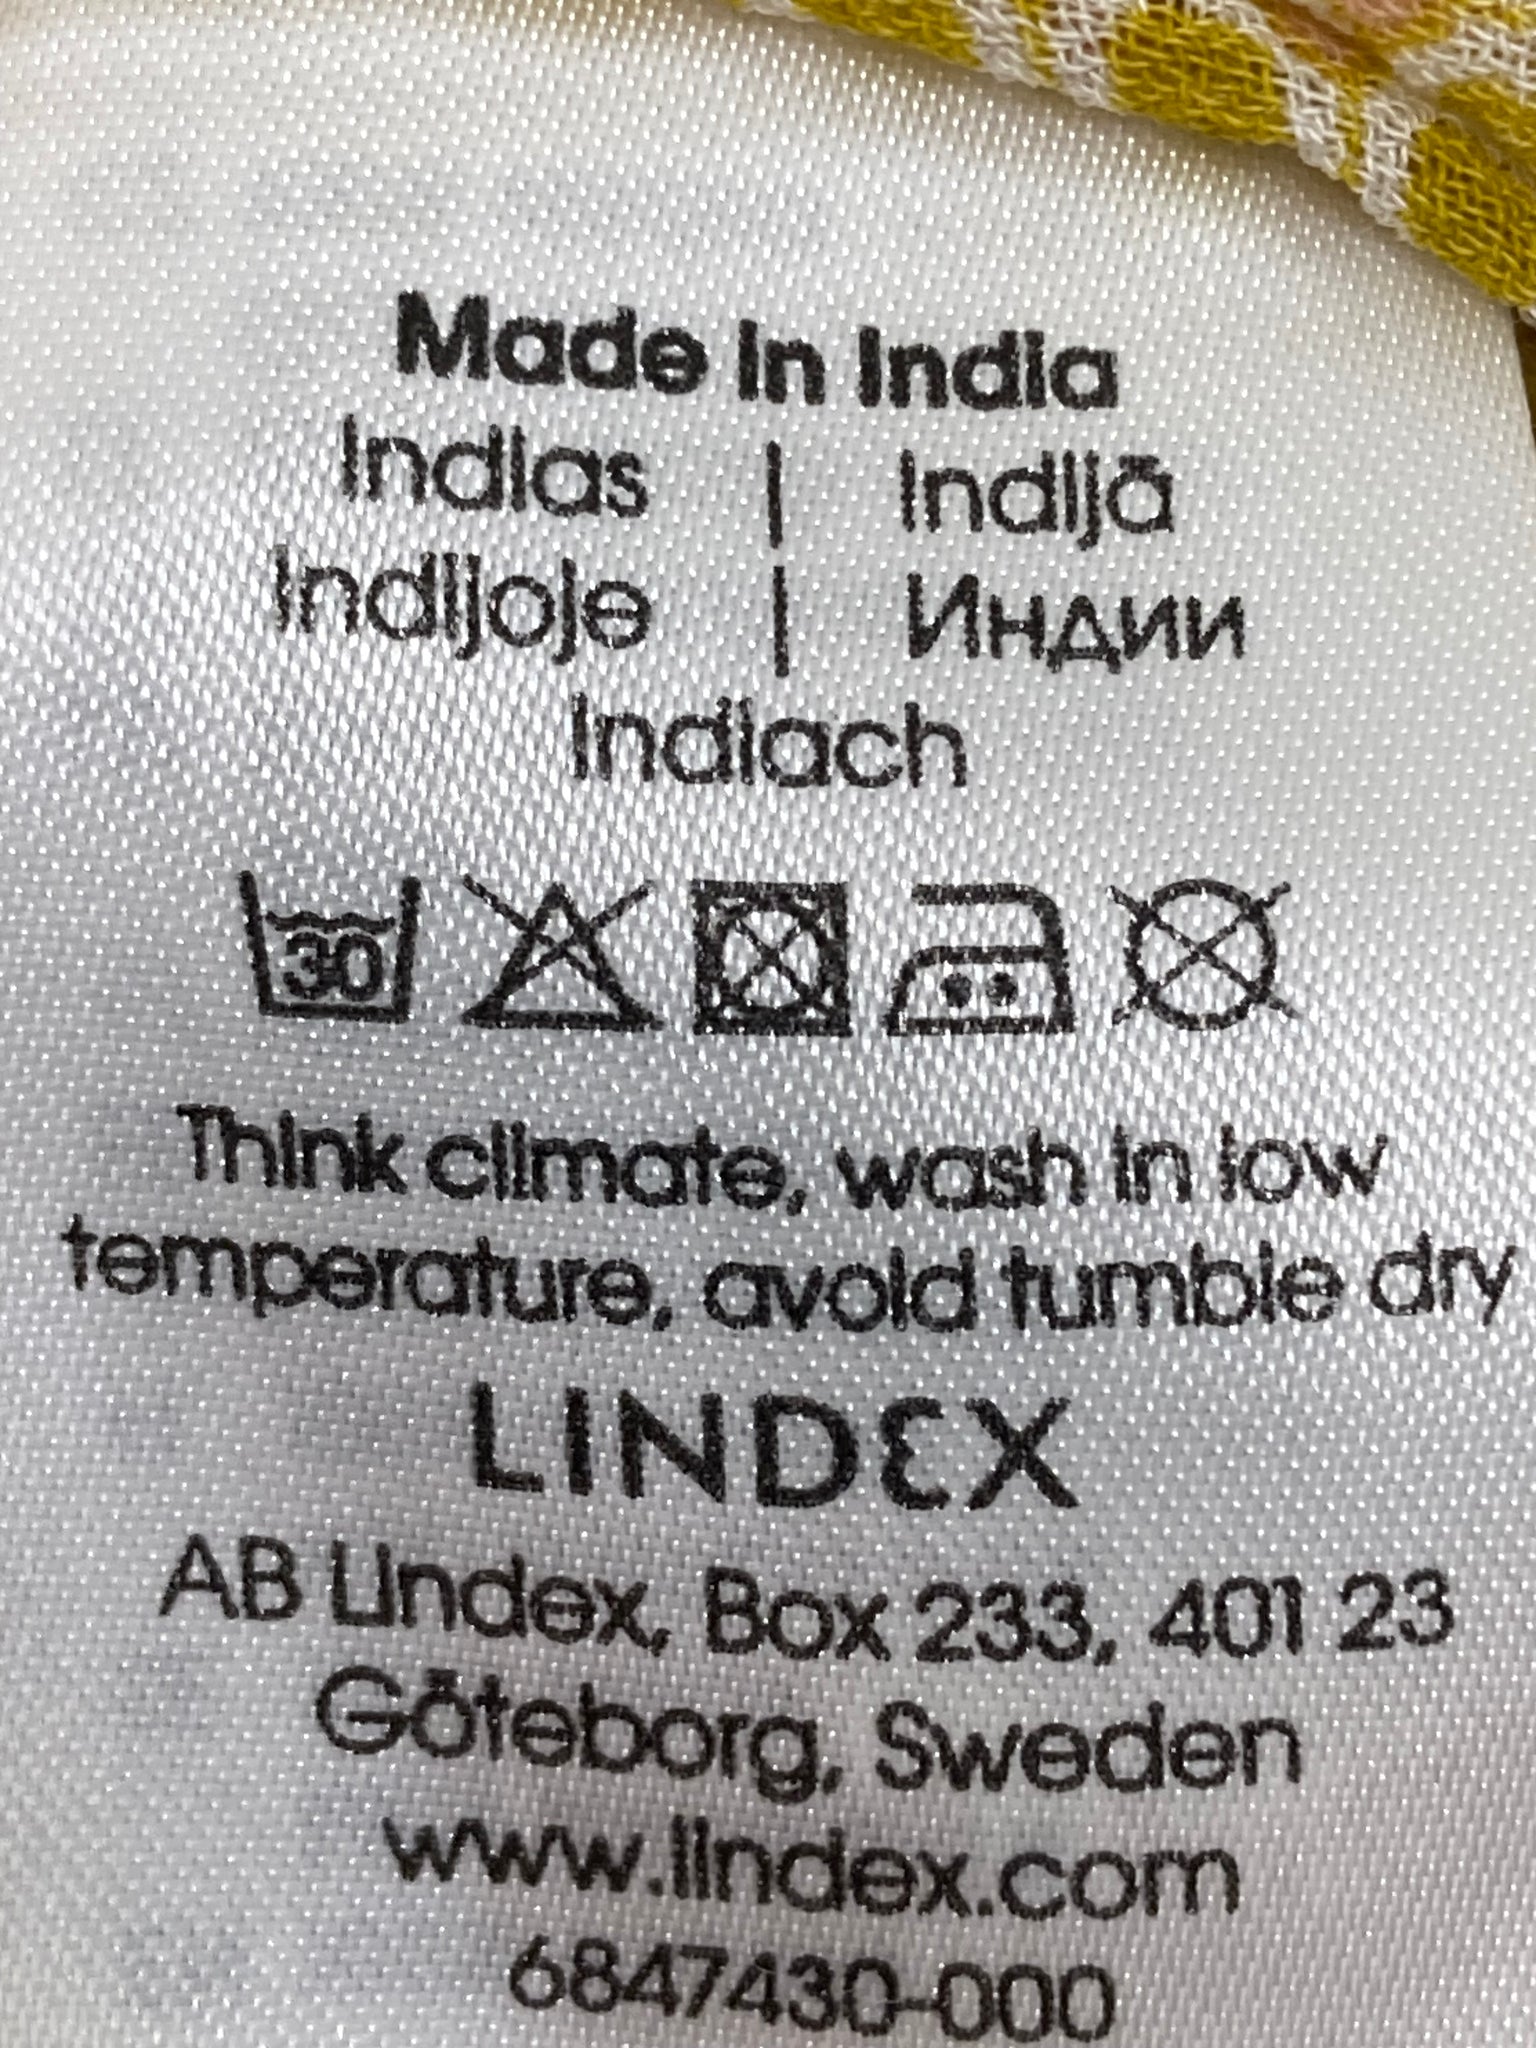 Made in India
Indias | Indijā
Indijoje | Индии
Indiach
30
Think climate, wash in low
temperature, avoid tumble dry
LINDEX
AB Lindex, Box 233, 401 23
Göteborg, Sweden
www.lindex.com
6847430-000